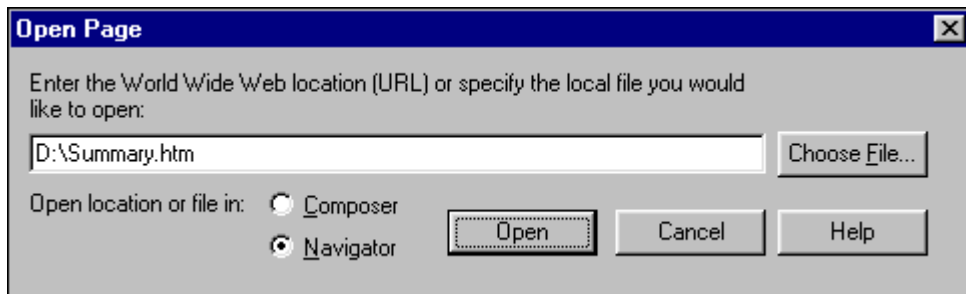 Open Page
Enter the World Wide Web location (URL) or specify the local file you would
like to open:
D:\Summary.htm
Choose File...
Open location or file in:
Composer
Navigator
Open
Cancel
Help